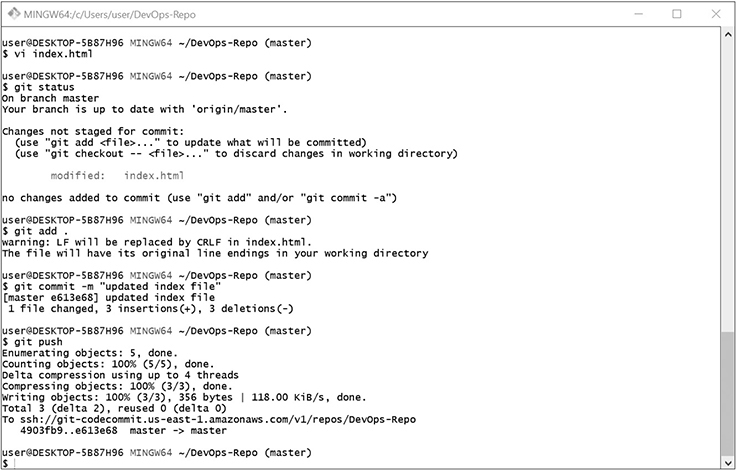 MINGW64:/c/Users/user/DevOps-Repo
user@DESKTOP-5B87H96 MINGW64 ~/DevOps-Repo (master)
$ vi index.html
user@DESKTOP-5B87H96 MINGW64 ~/DevOps-Repo (master)
$ git status
On branch master
Your branch is up to date with 'origin/master'.
Changes not staged for commit:
  (use "git add <file>..." to update what will be committed)
  (use "git checkout -- <file>..." to discard changes in working directory)
        modified:   index.html
no changes added to commit (use "git add" and/or "git commit -a")
user@DESKTOP-5B87H96 MINGW64 ~/DevOps-Repo (master)
$ git add .
warning: LF will be replaced by CRLF in index.html.
The file will have its original line endings in your working directory
user@DESKTOP-5B87H96 MINGW64 ~/DevOps-Repo (master)
$ git commit -m "updated index file"
[master e613e68] updated index file
 1 file changed, 3 insertions(+), 3 deletions(-)
user@DESKTOP-5B87H96 MINGW64 ~/DevOps-Repo (master)
$ git push
Enumerating objects: 5, done.
Counting objects: 100% (5/5), done.
Delta compression using up to 4 threads
Compressing objects: 100% (3/3), done.
Writing objects: 100% (3/3), 356 bytes | 118.00 KiB/s, done.
Total 3 (delta 2), reused 0 (delta 0)
To ssh://git-codecommit.us-east-1.amazonaws.com/v1/repos/DevOps-Repo
   4903fb9..e613e68  master -> master
user@DESKTOP-5B87H96 MINGW64 ~/DevOps-Repo (master)
$